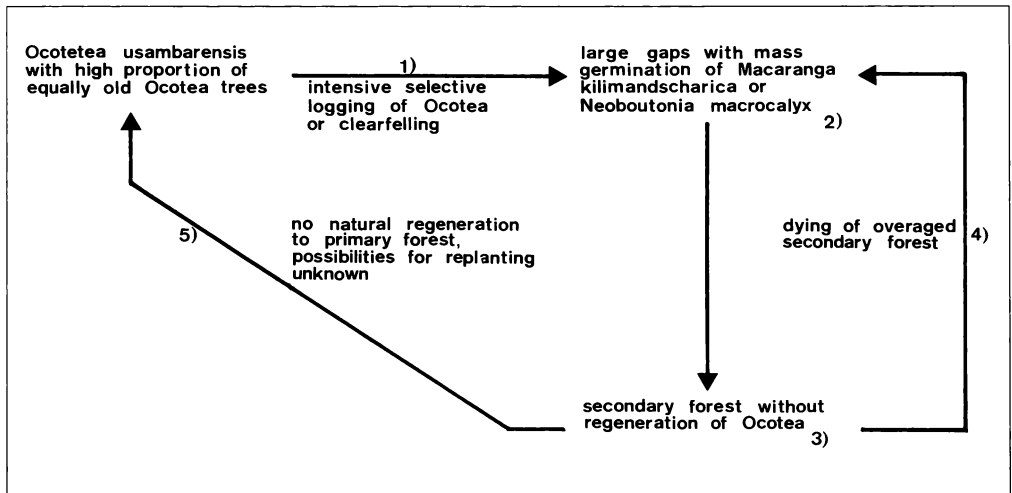 Ocotetea usambarensis
with high proportion of
equally old Ocotea trees
1)
intensive selective
logging of Ocotea
or clearfelling
large gaps with mass
germination of Macaranga
kilimandscharica or
Neoboutonia macrocalyx
2)
5)
no natural regeneration
to primary forest,
possibilities for replanting
unknown
dying of overaged
secondary forest
4)
secondary forest without
regeneration of Ocotea
3)